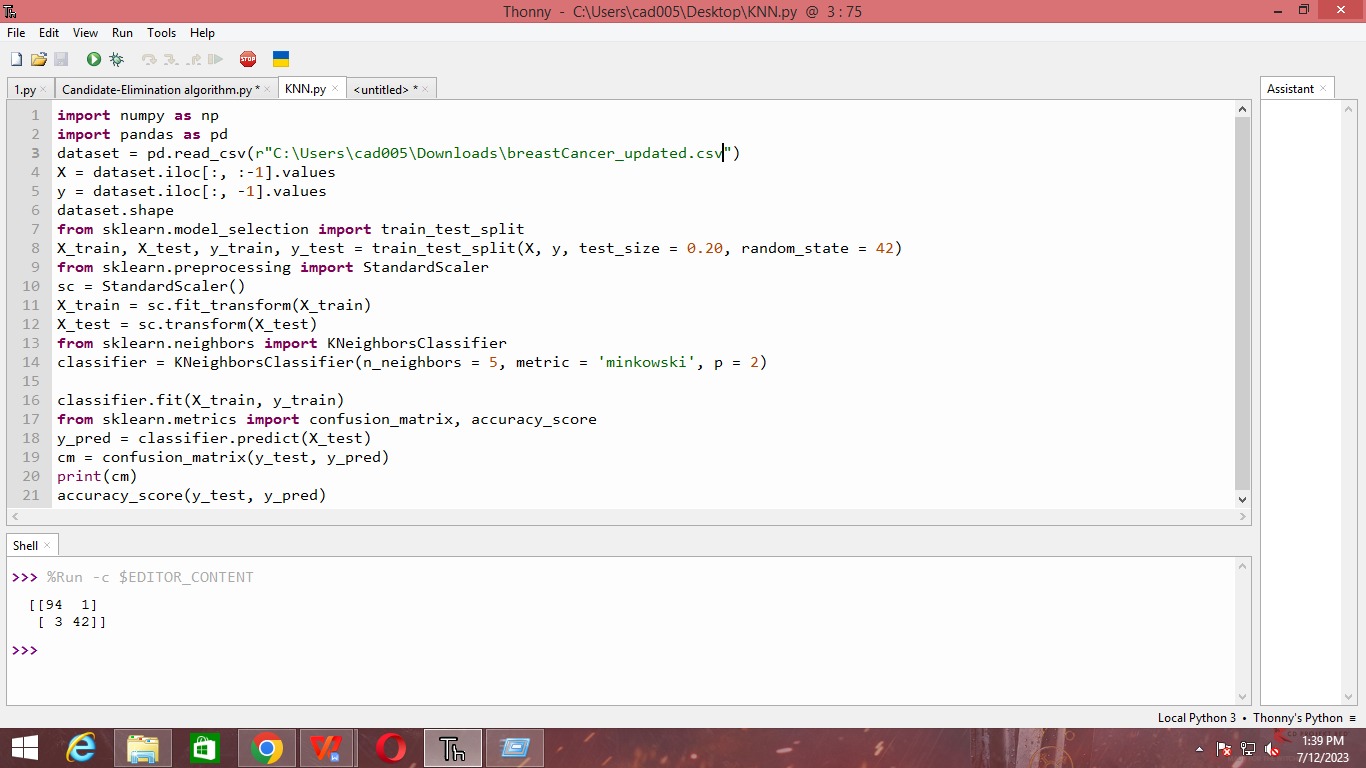 Thonny - C:\Users\cad005\Desktop\KNN.py @ 3 : 75
File Edit View Run Tools Help
STOP
1.py Candidate-Elimination algorithm.py * KNN.py <untitled> * Assistant
1 import numpy as np
2 import pandas as pd
3 dataset = pd.read_csv(r"C:\Users\cad005\Downloads\breastCancer_updated.csv")
4 X = dataset.iloc[:, :-1].values
5 y = dataset.iloc[:, -1].values
6 dataset.shape
7 from sklearn.model_selection import train_test_split
8 X_train, X_test, y_train, y_test = train_test_split(X, y, test_size = 0.20, random_state = 42)
9 from sklearn.preprocessing import StandardScaler
10 sc = StandardScaler()
11 X_train = sc.fit_transform(X_train)
12 X_test = sc.transform(X_test)
13 from sklearn.neighbors import KNeighborsClassifier
14 classifier = KNeighborsClassifier(n_neighbors = 5, metric = 'minkowski', p = 2)
15
16 classifier.fit(X_train, y_train)
17 from sklearn.metrics import confusion_matrix, accuracy_score
18 y_pred = classifier.predict(X_test)
19 cm = confusion_matrix(y_test, y_pred)
20 print(cm)
21 accuracy_score(y_test, y_pred)
Shell
>>> %Run -c $EDITOR_CONTENT
[[94 1]
[ 3 42]]
>>>
Local Python 3 • Thonny's Python ≡
1:39 PM
7/12/2023